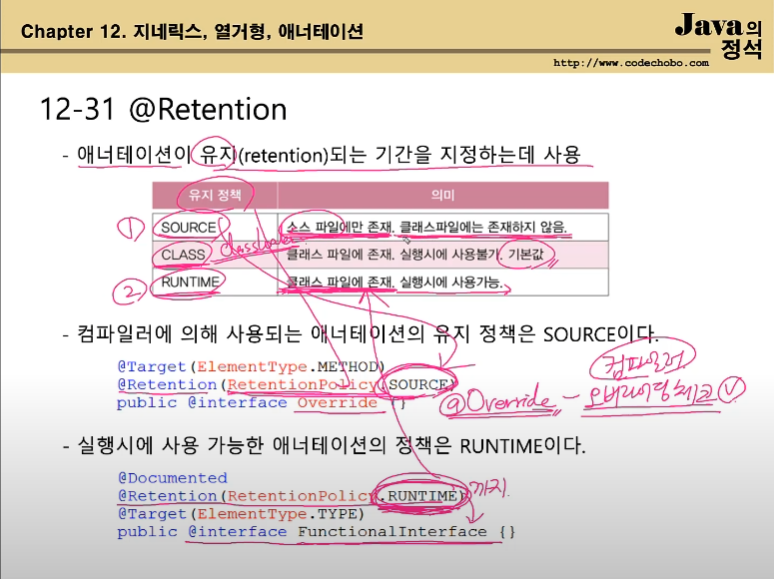 Chapter 12. 지네릭스, 열거형, 애너테이션
Java의
정석
http://www.codechobo.com
12-31 @Retention
- 애너테이션이 유지(retention)되는 기간을 지정하는데 사용
유지 정책 의미
① SOURCE 소스 파일에만 존재. 클래스파일에는 존재하지 않음.
CLASS 클래스 파일에 존재. 실행시에 사용불가. 기본값
② RUNTIME 클래스 파일에 존재. 실행시에 사용가능.
- 컴파일러에 의해 사용되는 애너테이션의 유지 정책은 SOURCE이다.
컴파일러
@Target(ElementType.METHOD)
@Retention(RetentionPolicy.SOURCE)
public @interface Override {}
@Override - 오버라이딩 체크
- 실행시에 사용 가능한 애너테이션의 정책은 RUNTIME이다.
@Documented
@Retention(RetentionPolicy.RUNTIME) 까지.
@Target(ElementType.TYPE)
public @interface FunctionalInterface {}